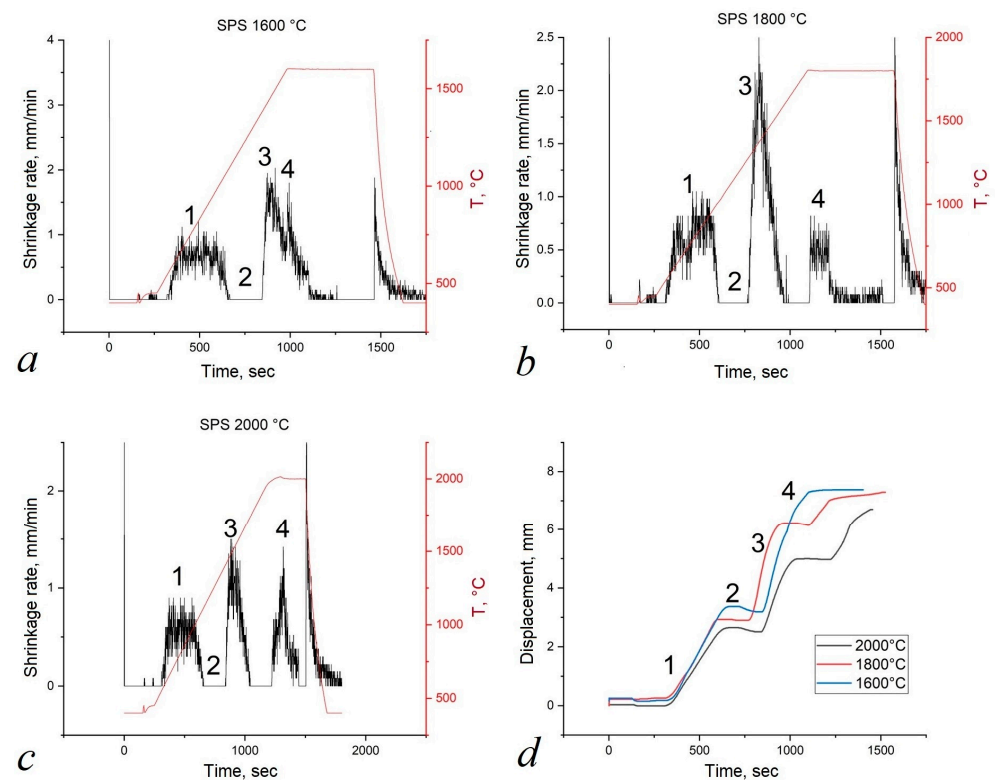 SPS 1600 °C
4
3
2
1
0
Shrinkage rate, mm/min
1
2
3
4
1500
1000
500
T, °C
0
500
1000
1500
Time, sec
a
SPS 1800 °C
2.5
2.0
1.5
1.0
0.5
0.0
Shrinkage rate, mm/min
1
2
3
4
2000
1500
1000
500
T, °C
0
500
1000
1500
Time, sec
b
SPS 2000 °C
2
1
0
Shrinkage rate, mm/min
1
2
3
4
2000
1500
1000
500
T, °C
0
1000
2000
Time, sec
c
8
6
4
2
0
Displacement, mm
1
2
3
4
2000°C
1800°C
1600°C
0
500
1000
1500
Time, sec
d